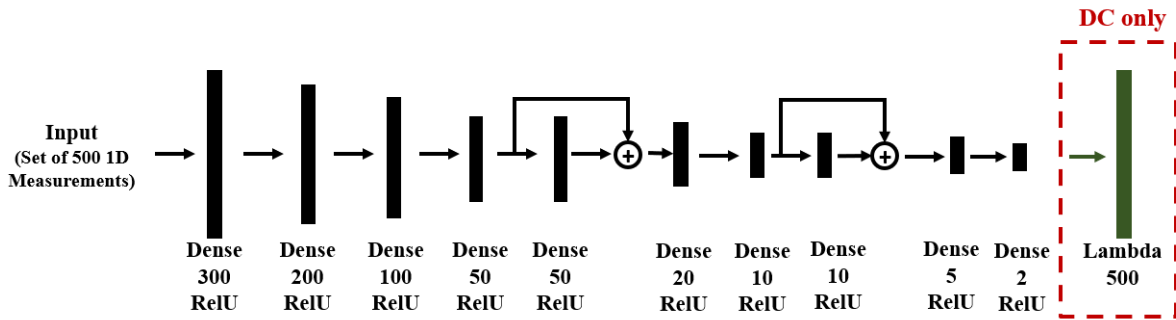 DC only
Input
(Set of 500 1D
Measurements)
+
+
Dense
300
RelU
Dense
200
RelU
Dense
100
RelU
Dense
50
RelU
Dense
50
RelU
Dense
20
RelU
Dense
10
RelU
Dense
10
RelU
Dense
5
RelU
Dense
2
RelU
Lambda
500